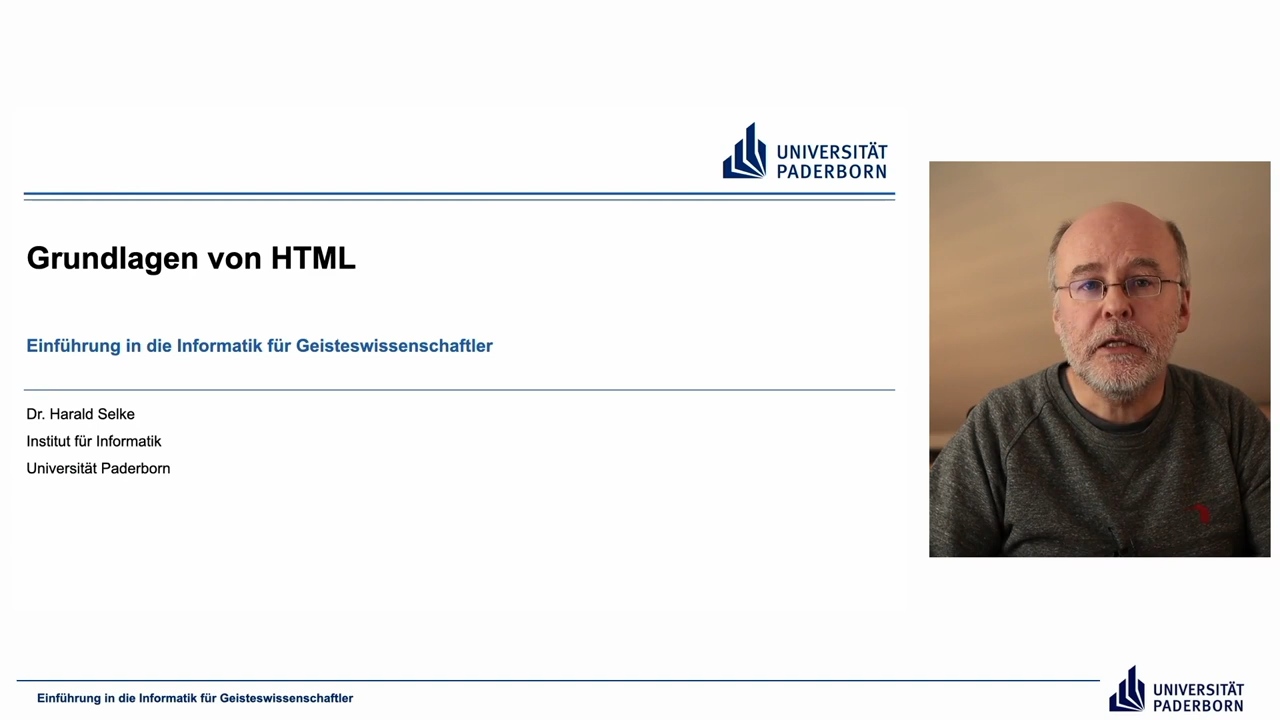 UNIVERSITÄT
PADERBORN
Grundlagen von HTML
Einführung in die Informatik für Geisteswissenschaftler
Dr. Harald Selke
Institut für Informatik
Universität Paderborn
Einführung in die Informatik für Geisteswissenschaftler
UNIVERSITÄT
PADERBORN